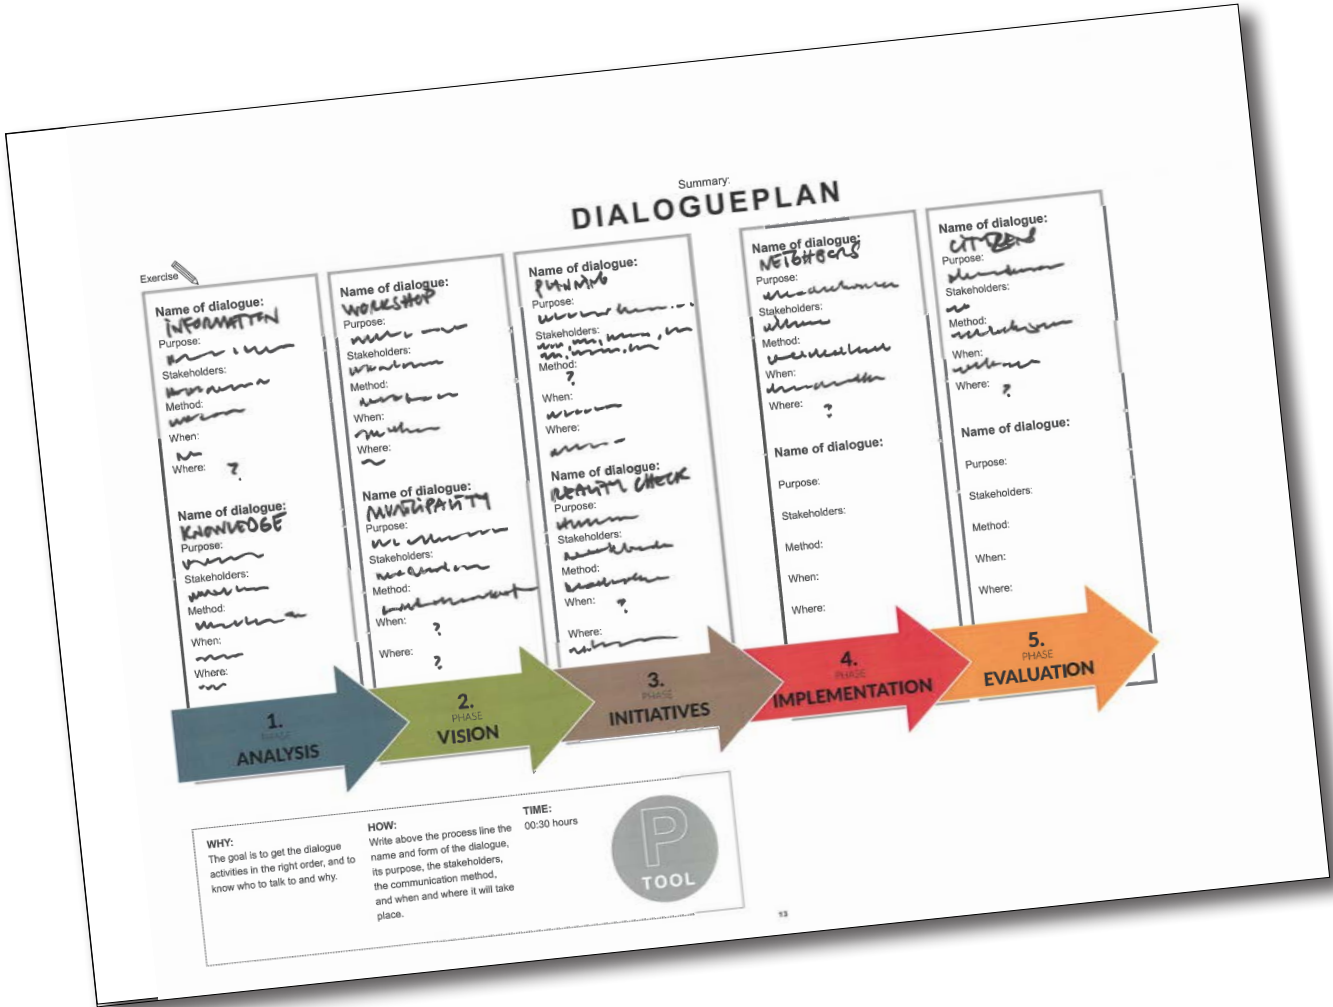 Summary:
DIALOGUEPLAN
Exercise
Name of dialogue:
INFORMATION
Purpose:
Stakeholders:
Method:
When:
Where: ?
Name of dialogue:
KNOWLEDGE
Purpose:
Stakeholders:
Method:
When:
Where:
Name of dialogue:
WORKSHOP
Purpose:
Stakeholders:
Method:
When:
Where:
Name of dialogue:
MUNICIPALITY
Purpose:
Stakeholders:
Method:
When: ?
Where: ?
Name of dialogue:
PLANNING
Purpose:
Stakeholders:
Method:
?
When:
Where:
Name of dialogue:
REALITY CHECK
Purpose:
Stakeholders:
Method:
When: ?
Where:
Name of dialogue:
NEIGHBERS
Purpose:
Stakeholders:
Method:
When:
Where: ?
Name of dialogue:
Purpose:
Stakeholders:
Method:
When:
Where:
Name of dialogue:
CITIZENS
Purpose:
Stakeholders:
Method:
When:
Where: ?
Name of dialogue:
Purpose:
Stakeholders:
Method:
When:
Where:
1.
PHASE
ANALYSIS
2.
PHASE
VISION
3.
PHASE
INITIATIVES
4.
PHASE
IMPLEMENTATION
5.
PHASE
EVALUATION
WHY:
The goal is to get the dialogue
activities in the right order, and to
know who to talk to and why.
HOW:
Write above the process line the
name and form of the dialogue,
its purpose, the stakeholders,
the communication method,
and when and where it will take
place.
TIME:
00:30 hours
P
TOOL
13